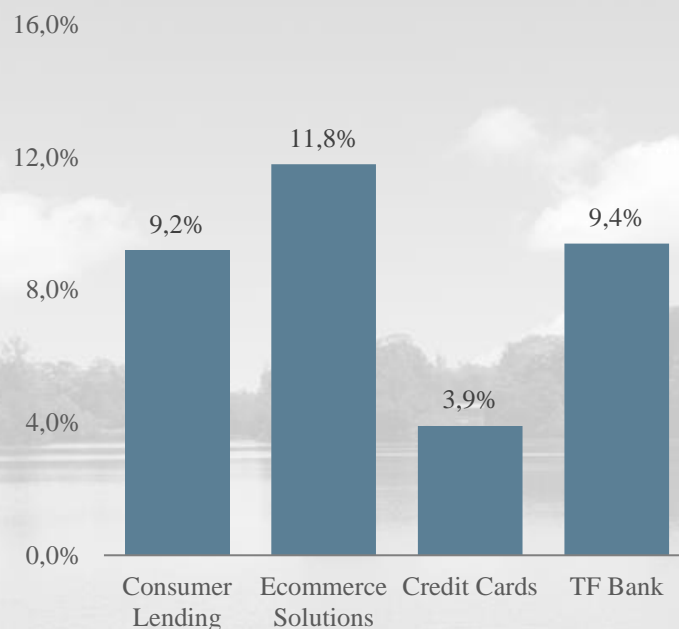 16,0%
12,0%
8,0%
4,0%
0,0%
9,2%
11,8%
3,9%
9,4%
Consumer
Lending
Ecommerce
Solutions
Credit Cards
TF Bank